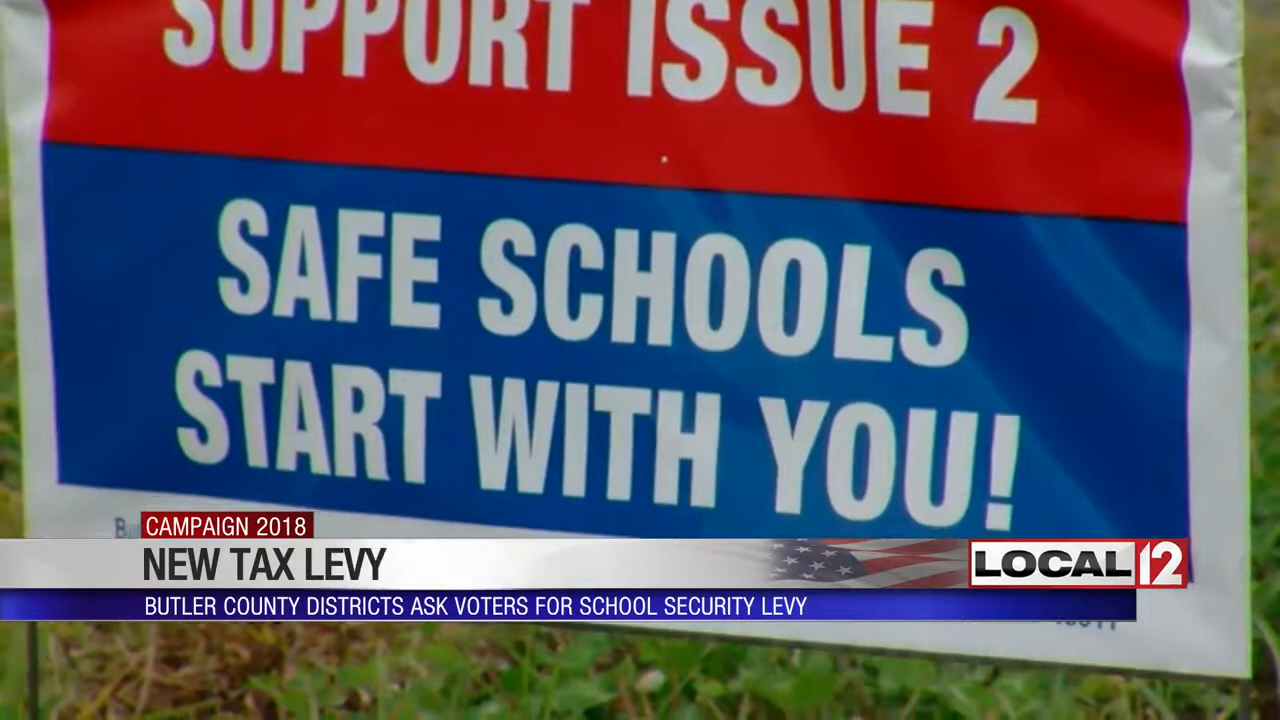 SUPPORT ISSUE 2
SAFE SCHOOLS
START WITH YOU!
CAMPAIGN 2018
NEW TAX LEVY
LOCAL 12
BUTLER COUNTY DISTRICTS ASK VOTERS FOR SCHOOL SECURITY LEVY